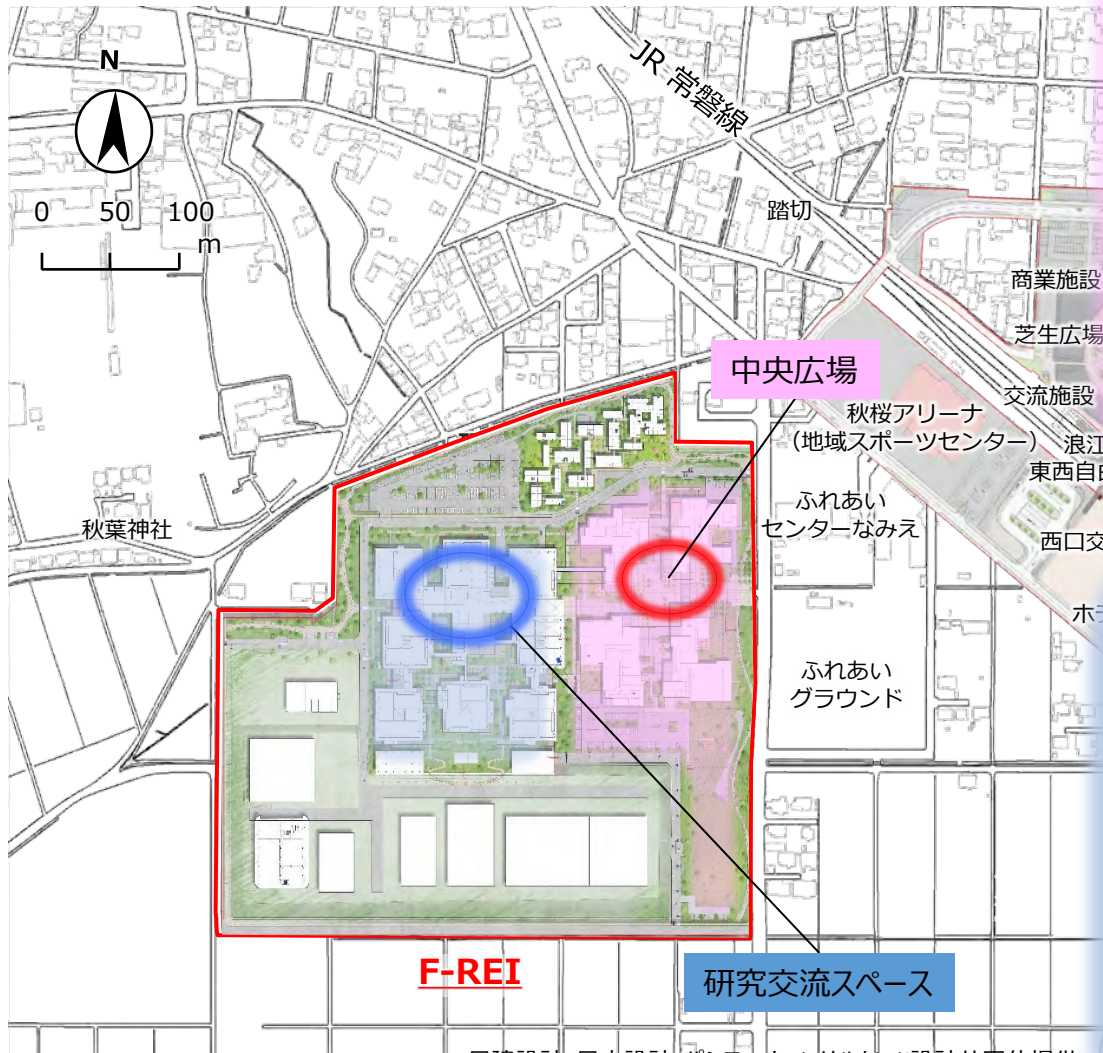 N
0 50 100
m
JR 常磐線
踏切
商業施設
芝生広場
中央広場
交流施設
秋桜アリーナ
（地域スポーツセンター）
浪江
東西自由
ふれあい
センターなみえ
秋葉神社
西口交
ホテ
ふれあい
グラウンド
F-REI
研究交流スペース